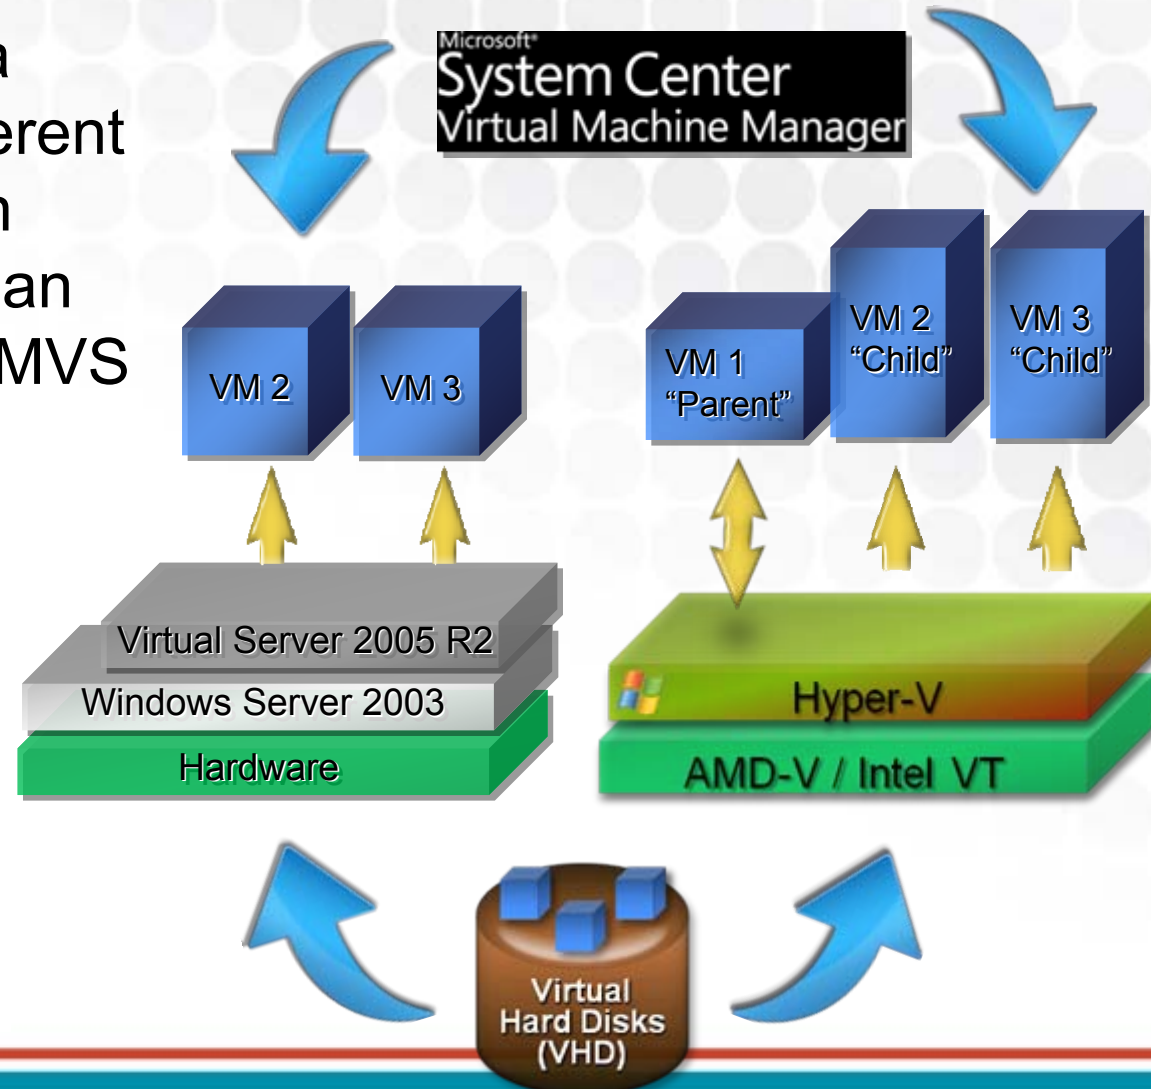 a
erent
n
an
MVS
Microsoft®
System Center
Virtual Machine Manager
VM 2
VM 3
VM 1
“Parent”
VM 2
“Child”
VM 3
“Child”
Virtual Server 2005 R2
Windows Server 2003
Hardware
Hyper-V
AMD-V / Intel VT
Virtual
Hard Disks
(VHD)